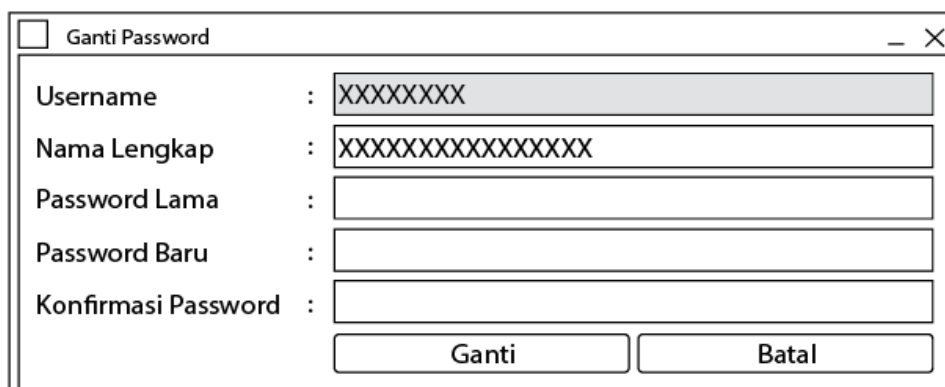 Ganti Password
Username : XXXXXXXX
Nama Lengkap : XXXXXXXXXXXXXXXX
Password Lama :
Password Baru :
Konfirmasi Password :
Ganti Batal